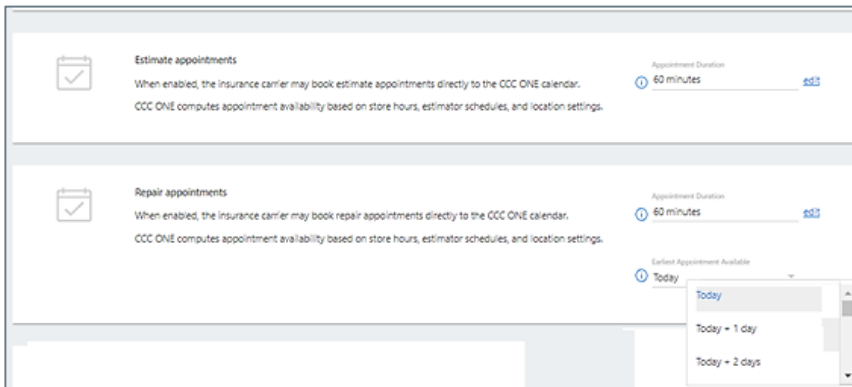 Estimate appointments
When enabled, the insurance carrier may book estimate appointments directly to the CCC ONE calendar.
CCC ONE computes appointment availability based on store hours, estimator schedules, and location settings.
Appointment Duration
60 minutes
edit
Repair appointments
When enabled, the insurance carrier may book repair appointments directly to the CCC ONE calendar.
CCC ONE computes appointment availability based on store hours, estimator schedules, and location settings.
Appointment Duration
60 minutes
edit
Earliest Appointment Available
Today
Today
Today + 1 day
Today + 2 days